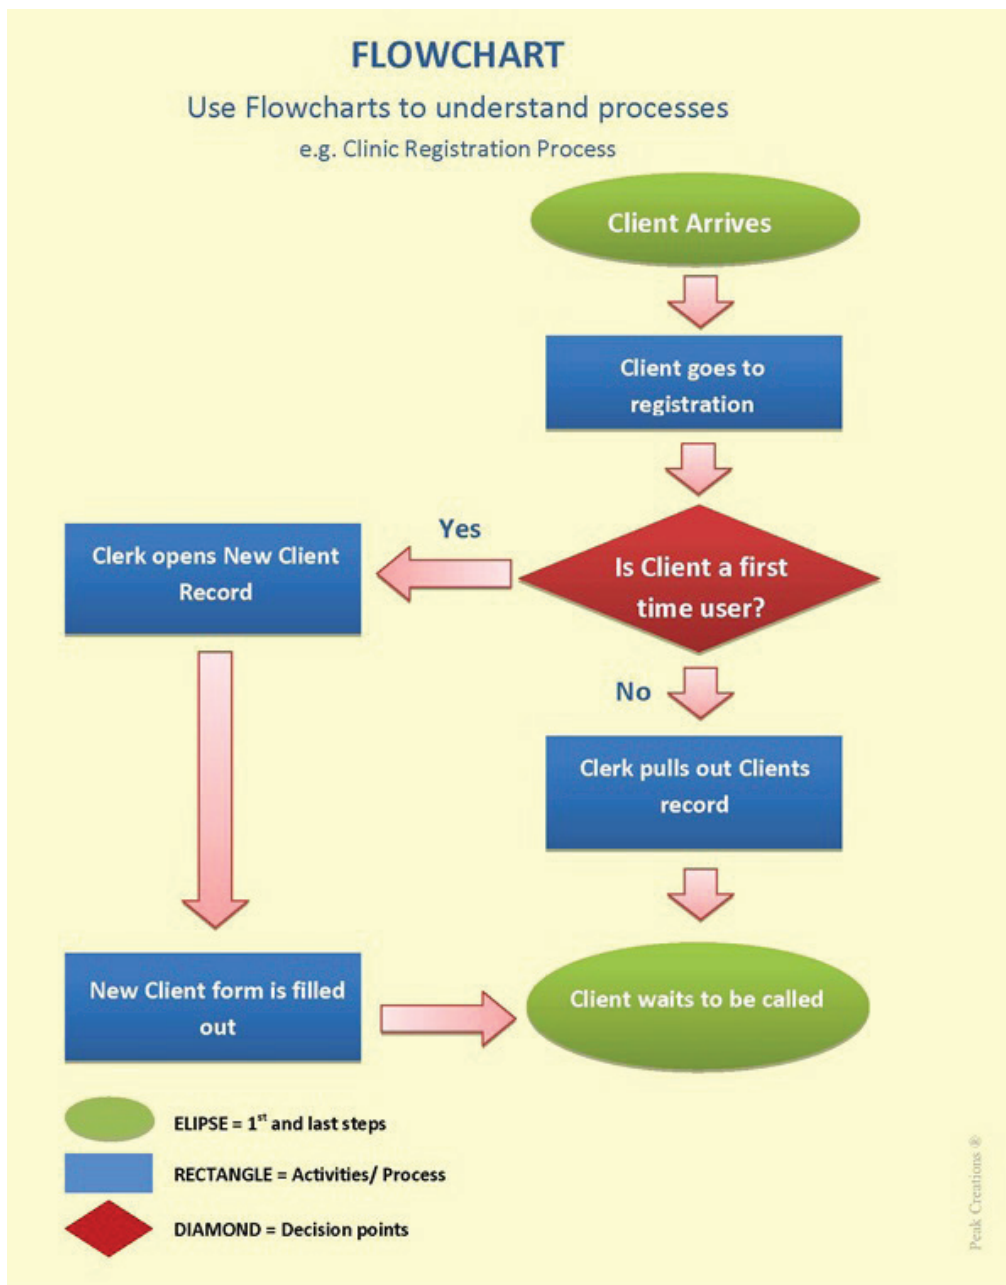 FLOWCHART
Use Flowcharts to understand processes
e.g. Clinic Registration Process
Client Arrives
Client goes to
registration
Is Client a first
time user?
Yes
Clerk opens New Client
Record
No
Clerk pulls out Clients
record
New Client form is filled
out
Client waits to be called
ELIPSE = 1st and last steps
RECTANGLE = Activities/ Process
DIAMOND = Decision points
Peak Creations ®